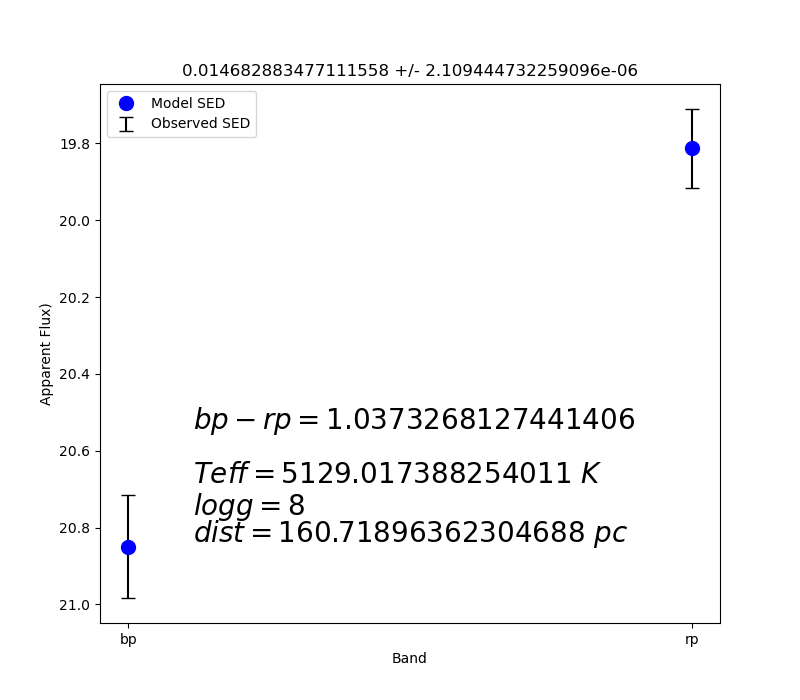 0.014682883477111558 +/- 2.109444732259096e-06
Model SED
Observed SED
19.8
20.0
20.2
20.4
20.6
20.8
21.0
Apparent Flux)
bp − rp = 1.0373268127441406
Teff = 5129.017388254011 K
logg = 8
dist = 160.71896362304688 pc
bp
rp
Band